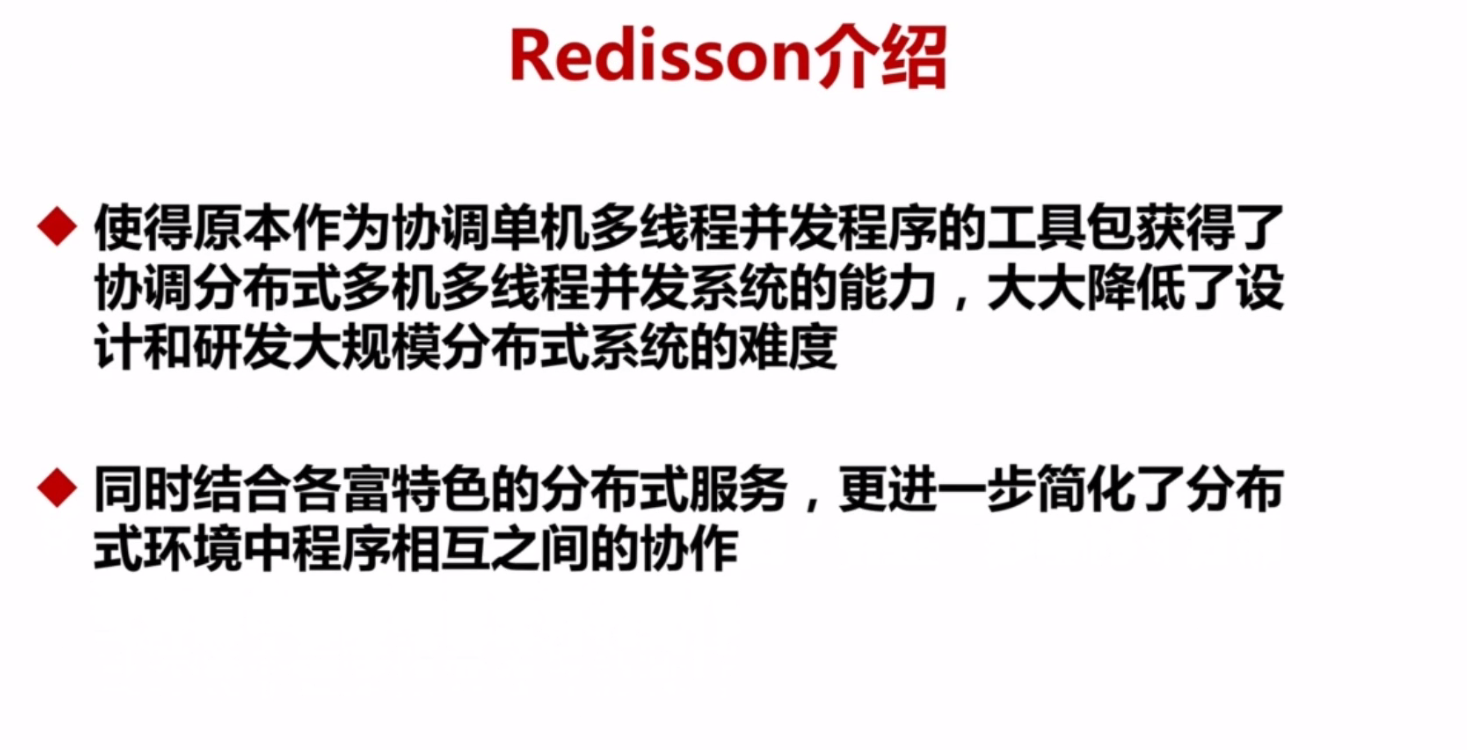 Redisson介绍
使得原本作为协调单机多线程并发程序的工具包获得了
协调分布式多机多线程并发系统的能力，大大降低了设
计和研发大规模分布式系统的难度
同时结合各富特色的分布式服务，更进一步简化了分布
式环境中程序相互之间的协作